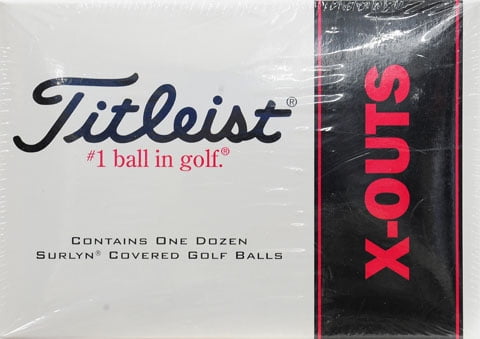 Titleist®
#1 ball in golf.®
CONTAINS ONE DOZEN
SURLYN® COVERED GOLF BALLS
X-OUTS